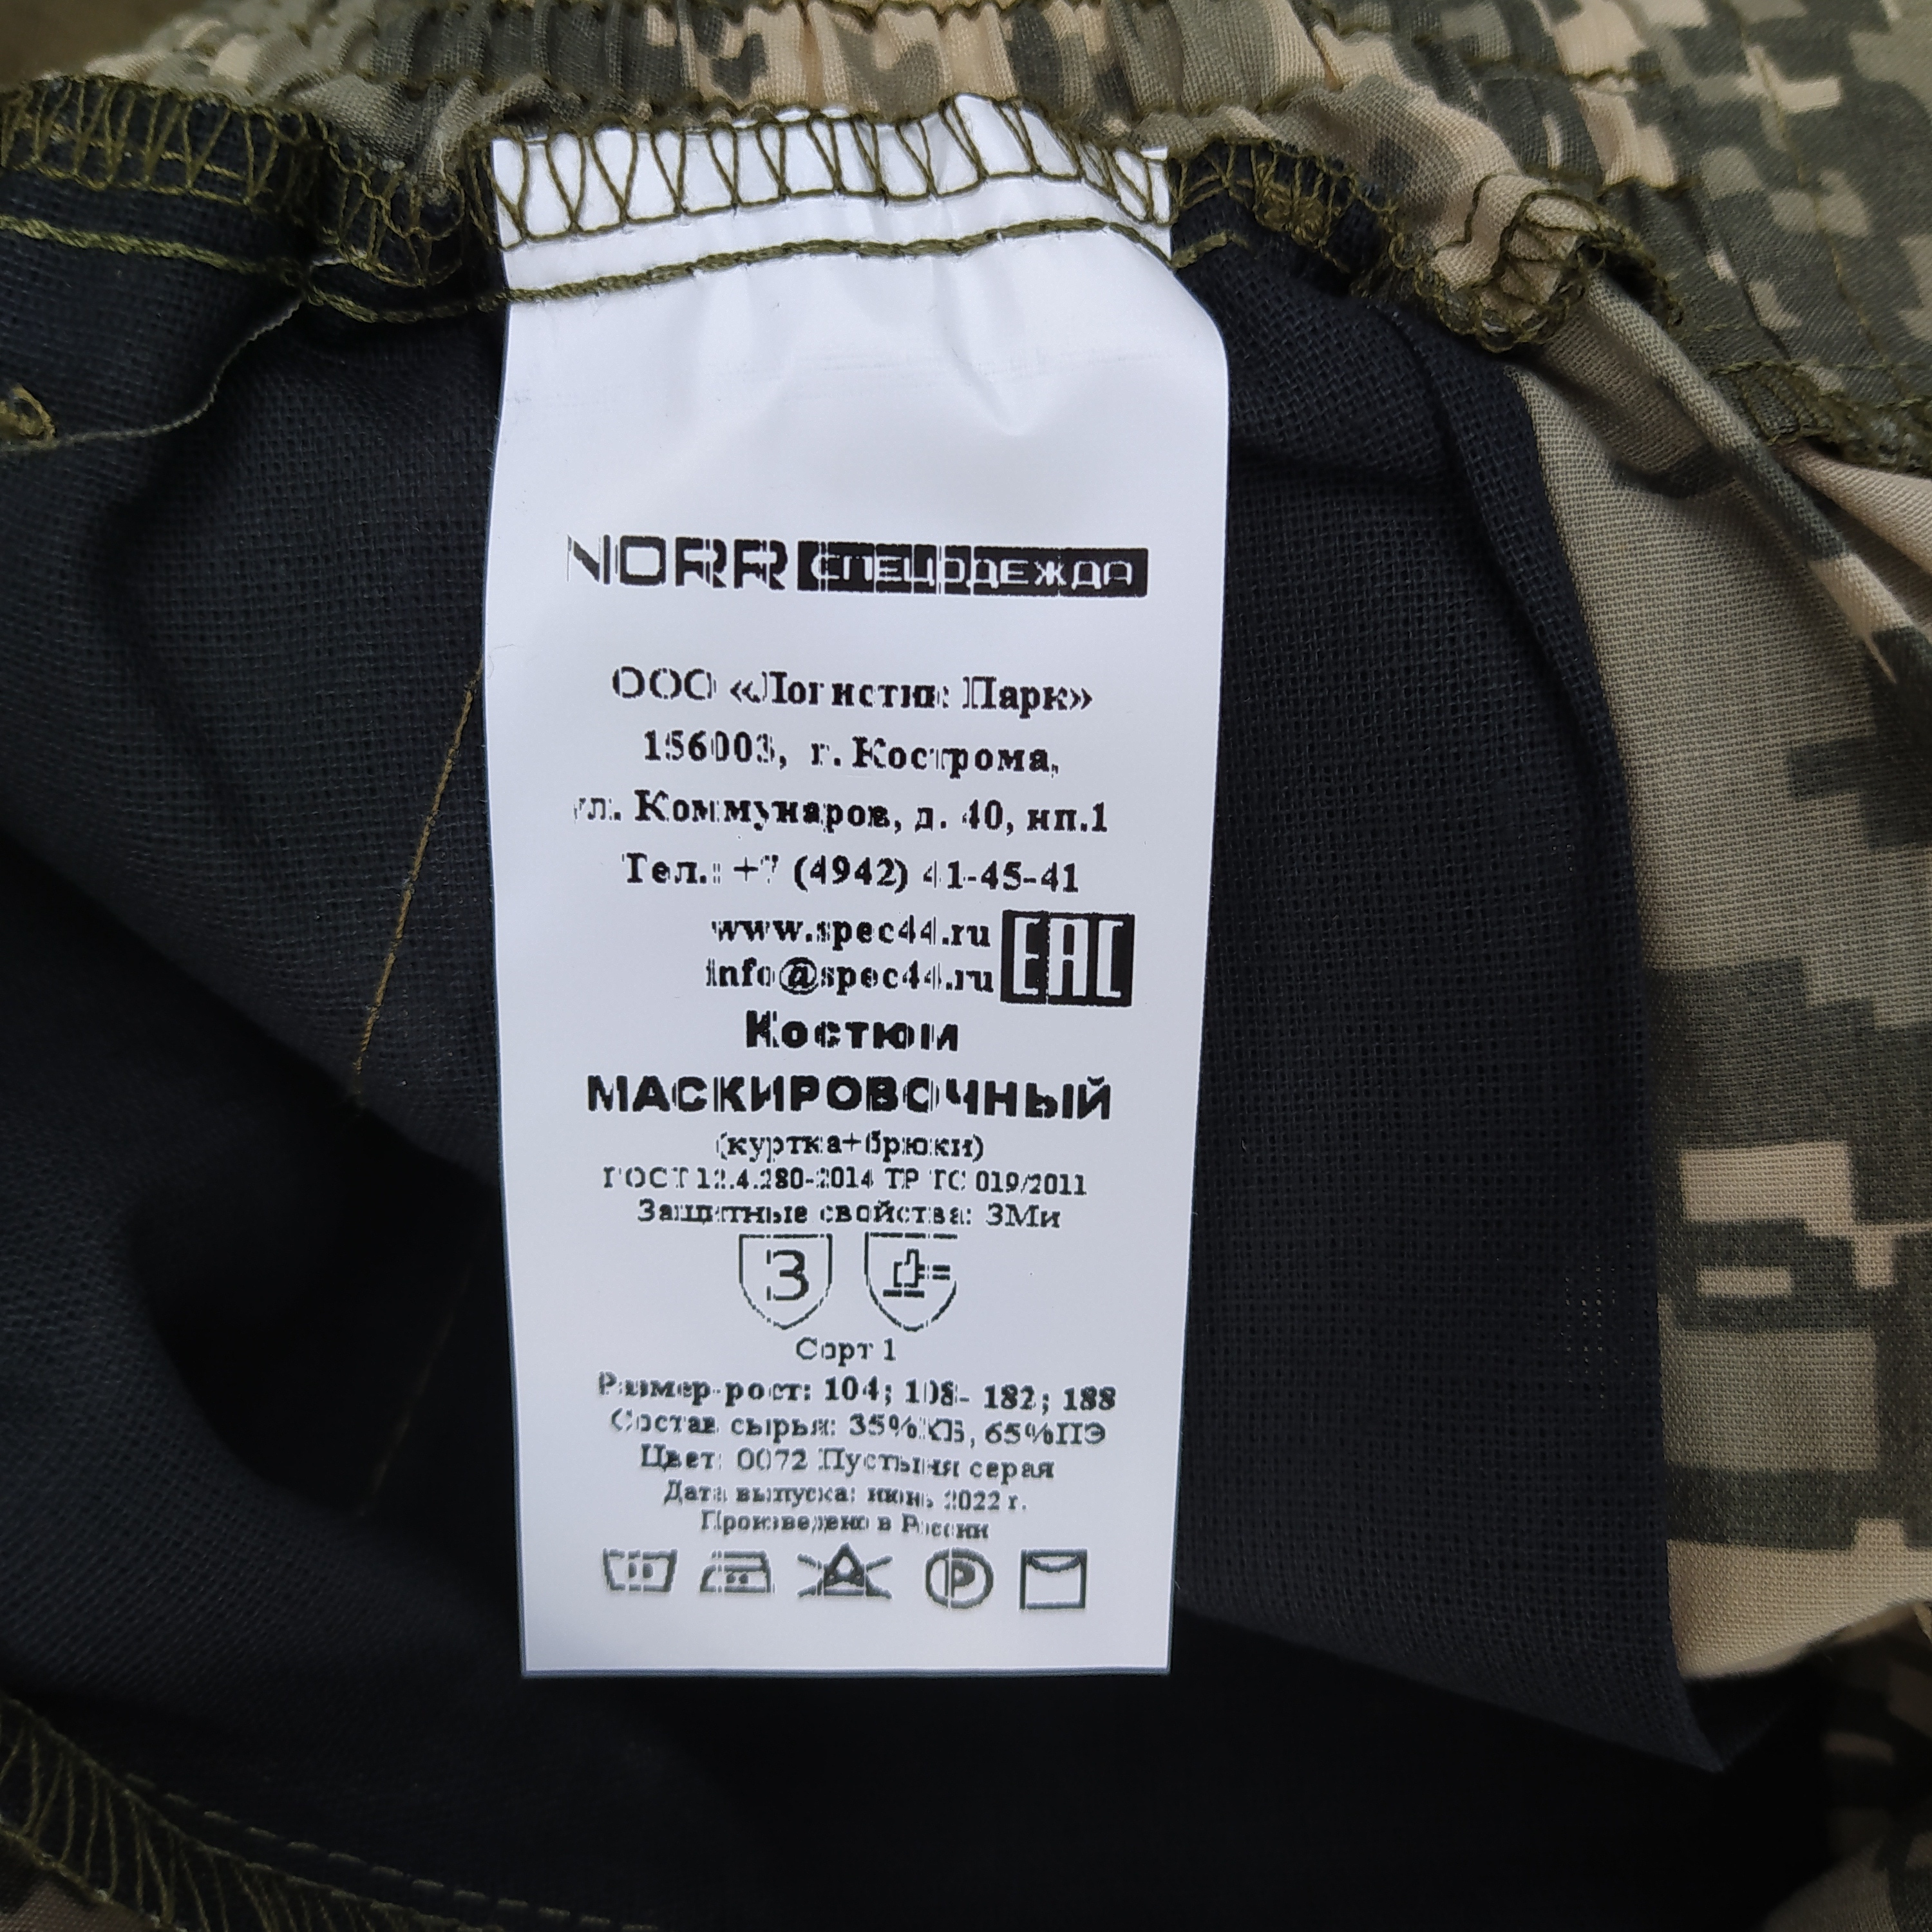 NORR СПЕЦОДЕЖДА
ООО «Логистик Парк»
156003, г. Кострома,
ул. Коммунаров, д. 40, нп.1
Тел.: +7 (4942) 41-45-41
www.spec44.ru
info@spec44.ru
EAC
Костюм
МАСКИРОВОЧНЫЙ
(куртка+брюки)
ГОСТ 12.4.280-2014 ТР ТС 019/2011
Защитные свойства: ЗМи
З
Сорт 1
Размер-рост: 104; 108- 182; 188
Состав сырья: 35%ХБ, 65%ПЭ
Цвет: 0072 Пустыня серая
Дата выпуска: июнь 2022 г.
Произведено в России
P